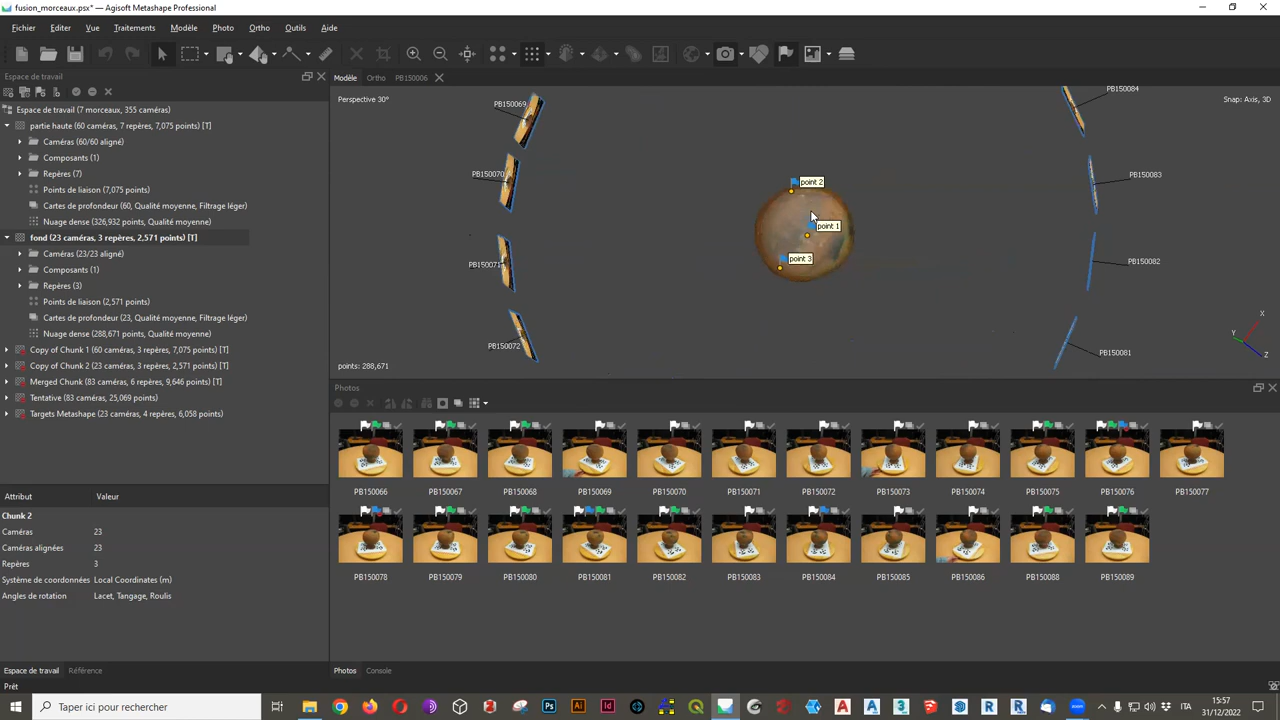 fusion_morceaux.psx* — Agisoft Metashape Professional
Fichier Editer Vue Traitements Modèle Photo Ortho Outils Aide
Espace de travail
Modèle Ortho PB150006
Perspective 30°
Snap: Axis, 3D
Espace de travail (7 morceaux, 355 caméras)
partie haute (60 caméras, 7 repères, 7,075 points) [T]
Caméras (60/60 aligné)
Composants (1)
Repères (7)
Points de liaison (7,075 points)
Cartes de profondeur (60, Qualité moyenne, Filtrage léger)
Nuage dense (326,932 points, Qualité moyenne)
fond (23 caméras, 3 repères, 2,571 points) [T]
Caméras (23/23 aligné)
Composants (1)
Repères (3)
Points de liaison (2,571 points)
Cartes de profondeur (23, Qualité moyenne, Filtrage léger)
Nuage dense (288,671 points, Qualité moyenne)
Copy of Chunk 1 (60 caméras, 3 repères, 7,075 points) [T]
Copy of Chunk 2 (23 caméras, 3 repères, 2,571 points) [T]
Merged Chunk (83 caméras, 6 repères, 9,646 points) [T]
Tentative (83 caméras, 25,069 points)
Targets Metashape (23 caméras, 4 repères, 6,058 points)
PB150069
PB150070
PB150071
PB150072
PB150084
PB150083
PB150082
PB150081
point 2
point 1
point 3
X
Y
Z
points: 288,671
Photos
PB150066 PB150067 PB150068 PB150069 PB150070 PB150071 PB150072 PB150073 PB150074 PB150075 PB150076 PB150077
PB150078 PB150079 PB150080 PB150081 PB150082 PB150083 PB150084 PB150085 PB150086 PB150088 PB150089
Attribut Valeur
Chunk 2
Caméras 23
Caméras alignées 23
Repères 3
Système de coordonnées Local Coordinates (m)
Angles de rotation Lacet, Tangage, Roulis
Espace de travail Référence
Photos Console
Prêt
Taper ici pour rechercher
ITA
15:57
31/12/2022